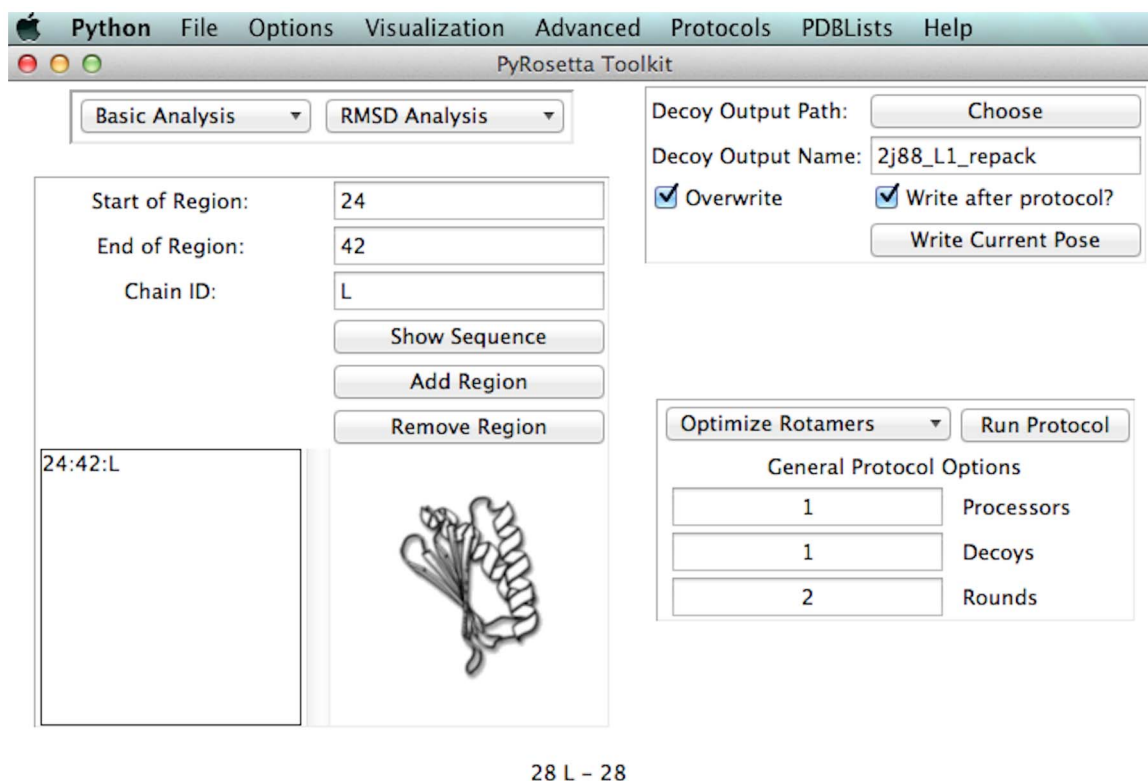 Python File Options Visualization Advanced Protocols PDBLists Help
PyRosetta Toolkit
Basic Analysis RMSD Analysis
Decoy Output Path: Choose
Decoy Output Name: 2j88_L1_repack
Overwrite Write after protocol?
Write Current Pose
Start of Region: 24
End of Region: 42
Chain ID: L
Show Sequence
Add Region
Remove Region
24:42:L
Optimize Rotamers Run Protocol
General Protocol Options
1 Processors
1 Decoys
2 Rounds
28 L – 28